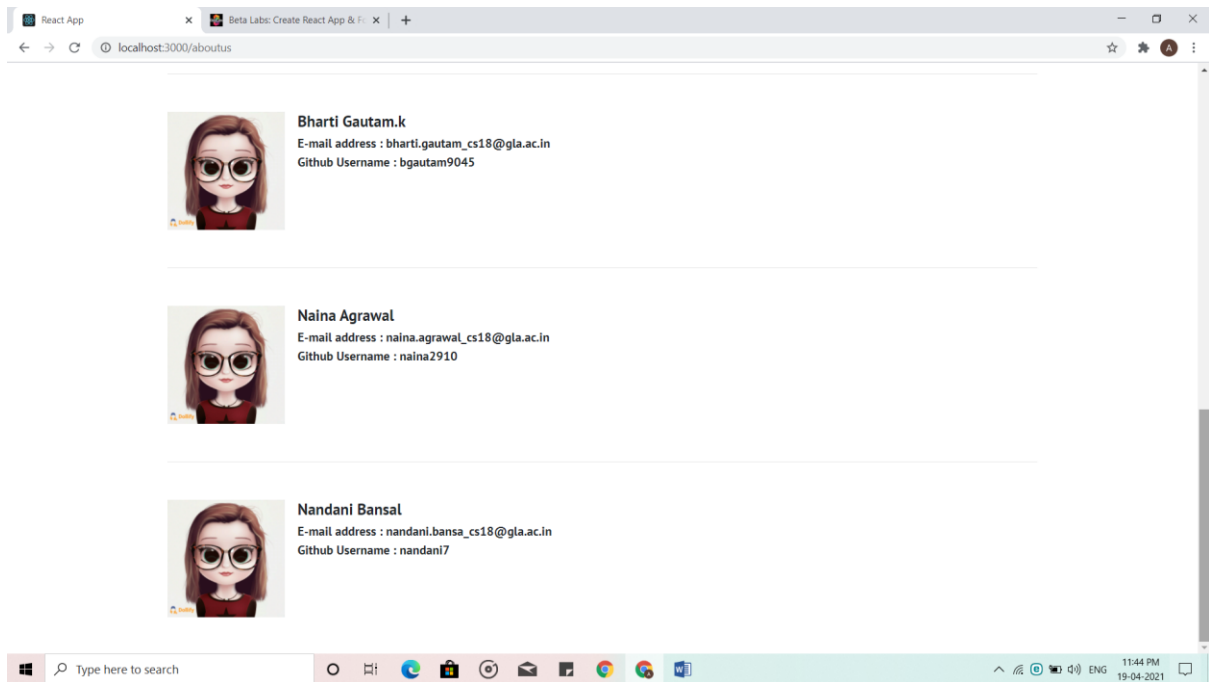 React App
Beta Labs: Create React App & F
localhost:3000/aboutus
A
Bharti Gautam.k
E-mail address : bharti.gautam_cs18@gla.ac.in
Github Username : bgautam9045
Naina Agrawal
E-mail address : naina.agrawal_cs18@gla.ac.in
Github Username : naina2910
Nandani Bansal
E-mail address : nandani.bansa_cs18@gla.ac.in
Github Username : nandani7
Type here to search
ENG
11:44 PM
19-04-2021